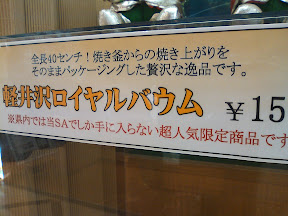 全長40センチ！焼き釜からの焼き上がりを
そのままパッケージングした贅沢な逸品です。
軽井沢ロイヤルバウム ￥15
※県内では当SAでしか手に入らない超人気限定商品です